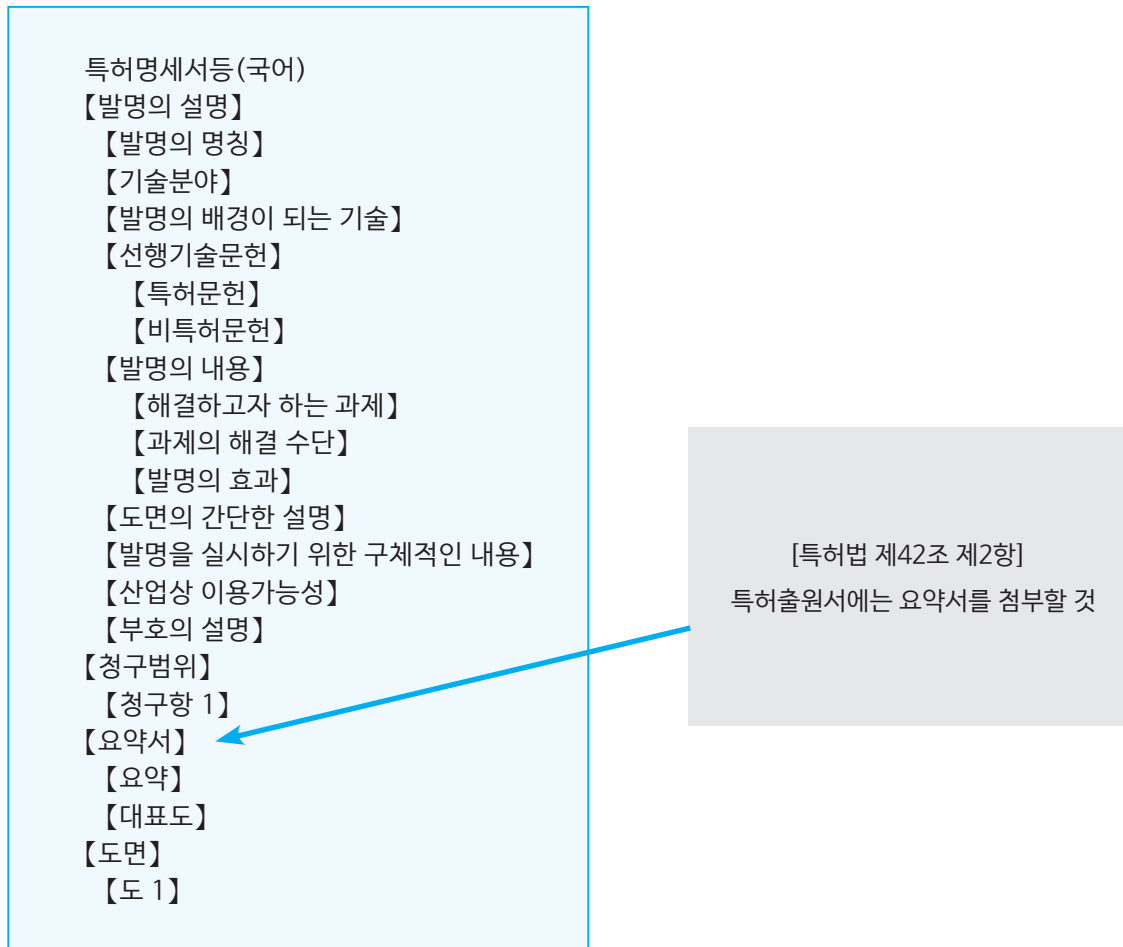 특허명세서등(국어)
【발명의 설명】
【발명의 명칭】
【기술분야】
【발명의 배경이 되는 기술】
【선행기술문헌】
【특허문헌】
【비특허문헌】
【발명의 내용】
【해결하고자 하는 과제】
【과제의 해결 수단】
【발명의 효과】
【도면의 간단한 설명】
【발명을 실시하기 위한 구체적인 내용】
【산업상 이용가능성】
【부호의 설명】
【청구범위】
【청구항 1】
【요약서】
【요약】
【대표도】
【도면】
【도 1】
[특허법 제42조 제2항]
특허출원서에는 요약서를 첨부할 것